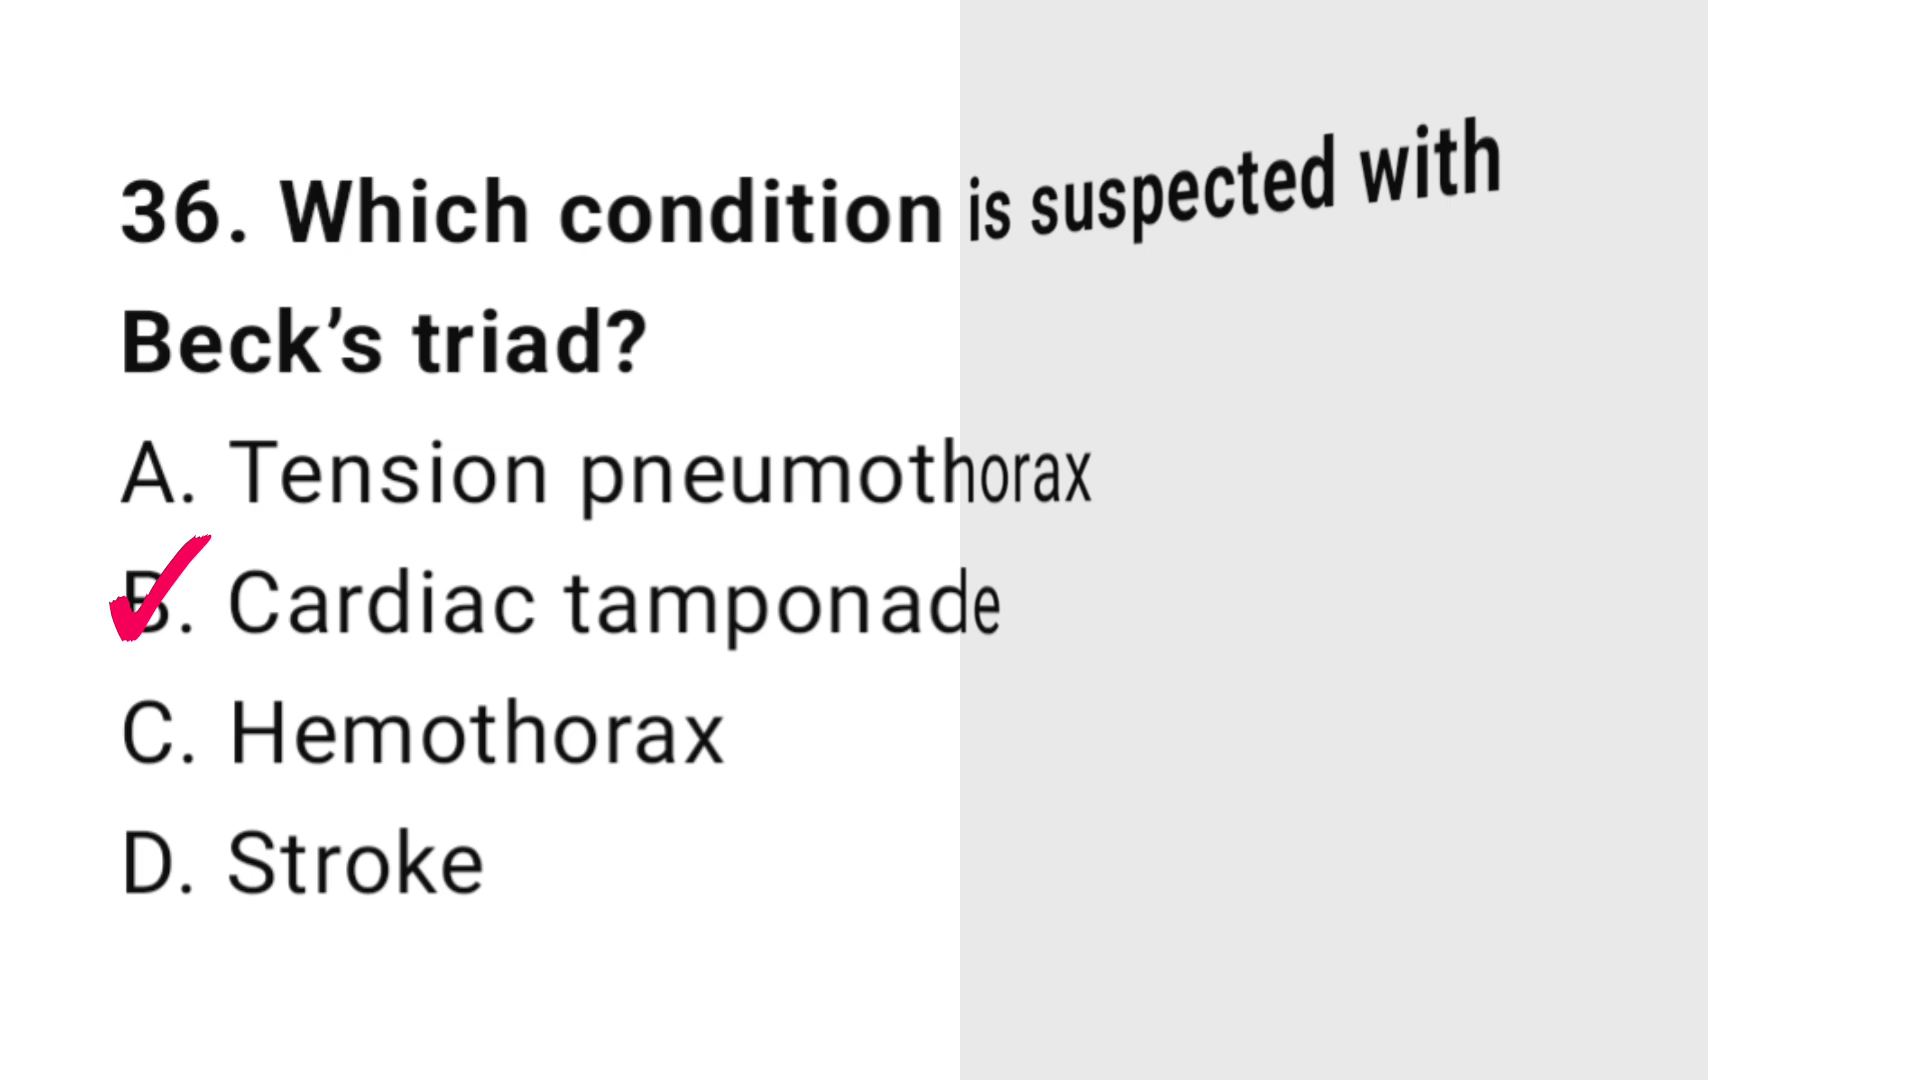 36. Which condition is suspected with
Beck’s triad?
A. Tension pneumothorax
B. Cardiac tamponade
C. Hemothorax
D. Stroke